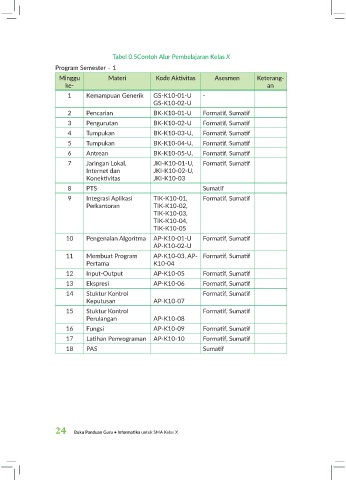 Tabel 0.5Contoh Alur Pembelajaran Kelas X
Program Semester – 1
Minggu ke- Materi Kode Aktivitas Asesmen Keterang-an
1 Kemampuan Generik GS-K10-01-U -
GS-K10-02-U
2 Pencarian BK-K10-01-U Formatif, Sumatif
3 Pengurutan BK-K10-02-U Formatif, Sumatif
4 Tumpukan BK-K10-03-U, Formatif, Sumatif
5 Tumpukan BK-K10-04-U, Formatif, Sumatif
6 Antrean BK-K10-05-U, Formatif, Sumatif
7 Jaringan Lokal, JKI-K10-01-U, Formatif, Sumatif
Internet dan JKI-K10-02-U,
Konektivitas JKI-K10-03
8 PTS Sumatif
9 Integrasi Aplikasi TIK-K10-01, Formatif, Sumatif
Perkantoran TIK-K10-02,
TIK-K10-03,
TIK-K10-04,
TIK-K10-05
10 Pengenalan Algoritma AP-K10-01-U Formatif, Sumatif
AP-K10-02-U
11 Membuat Program AP-K10-03, AP- Formatif, Sumatif
Pertama K10-04
12 Input-Output AP-K10-05 Formatif, Sumatif
13 Ekspresi AP-K10-06 Formatif, Sumatif
14 Stuktur Kontrol Formatif, Sumatif
Keputusan AP-K10-07
15 Stuktur Kontrol Formatif, Sumatif
Perulangan AP-K10-08
16 Fungsi AP-K10-09 Formatif, Sumatif
17 Latihan Pemrograman AP-K10-10 Formatif, Sumatif
18 PAS Sumatif
24 Buku Panduan Guru • Informatika untuk SMA Kelas X